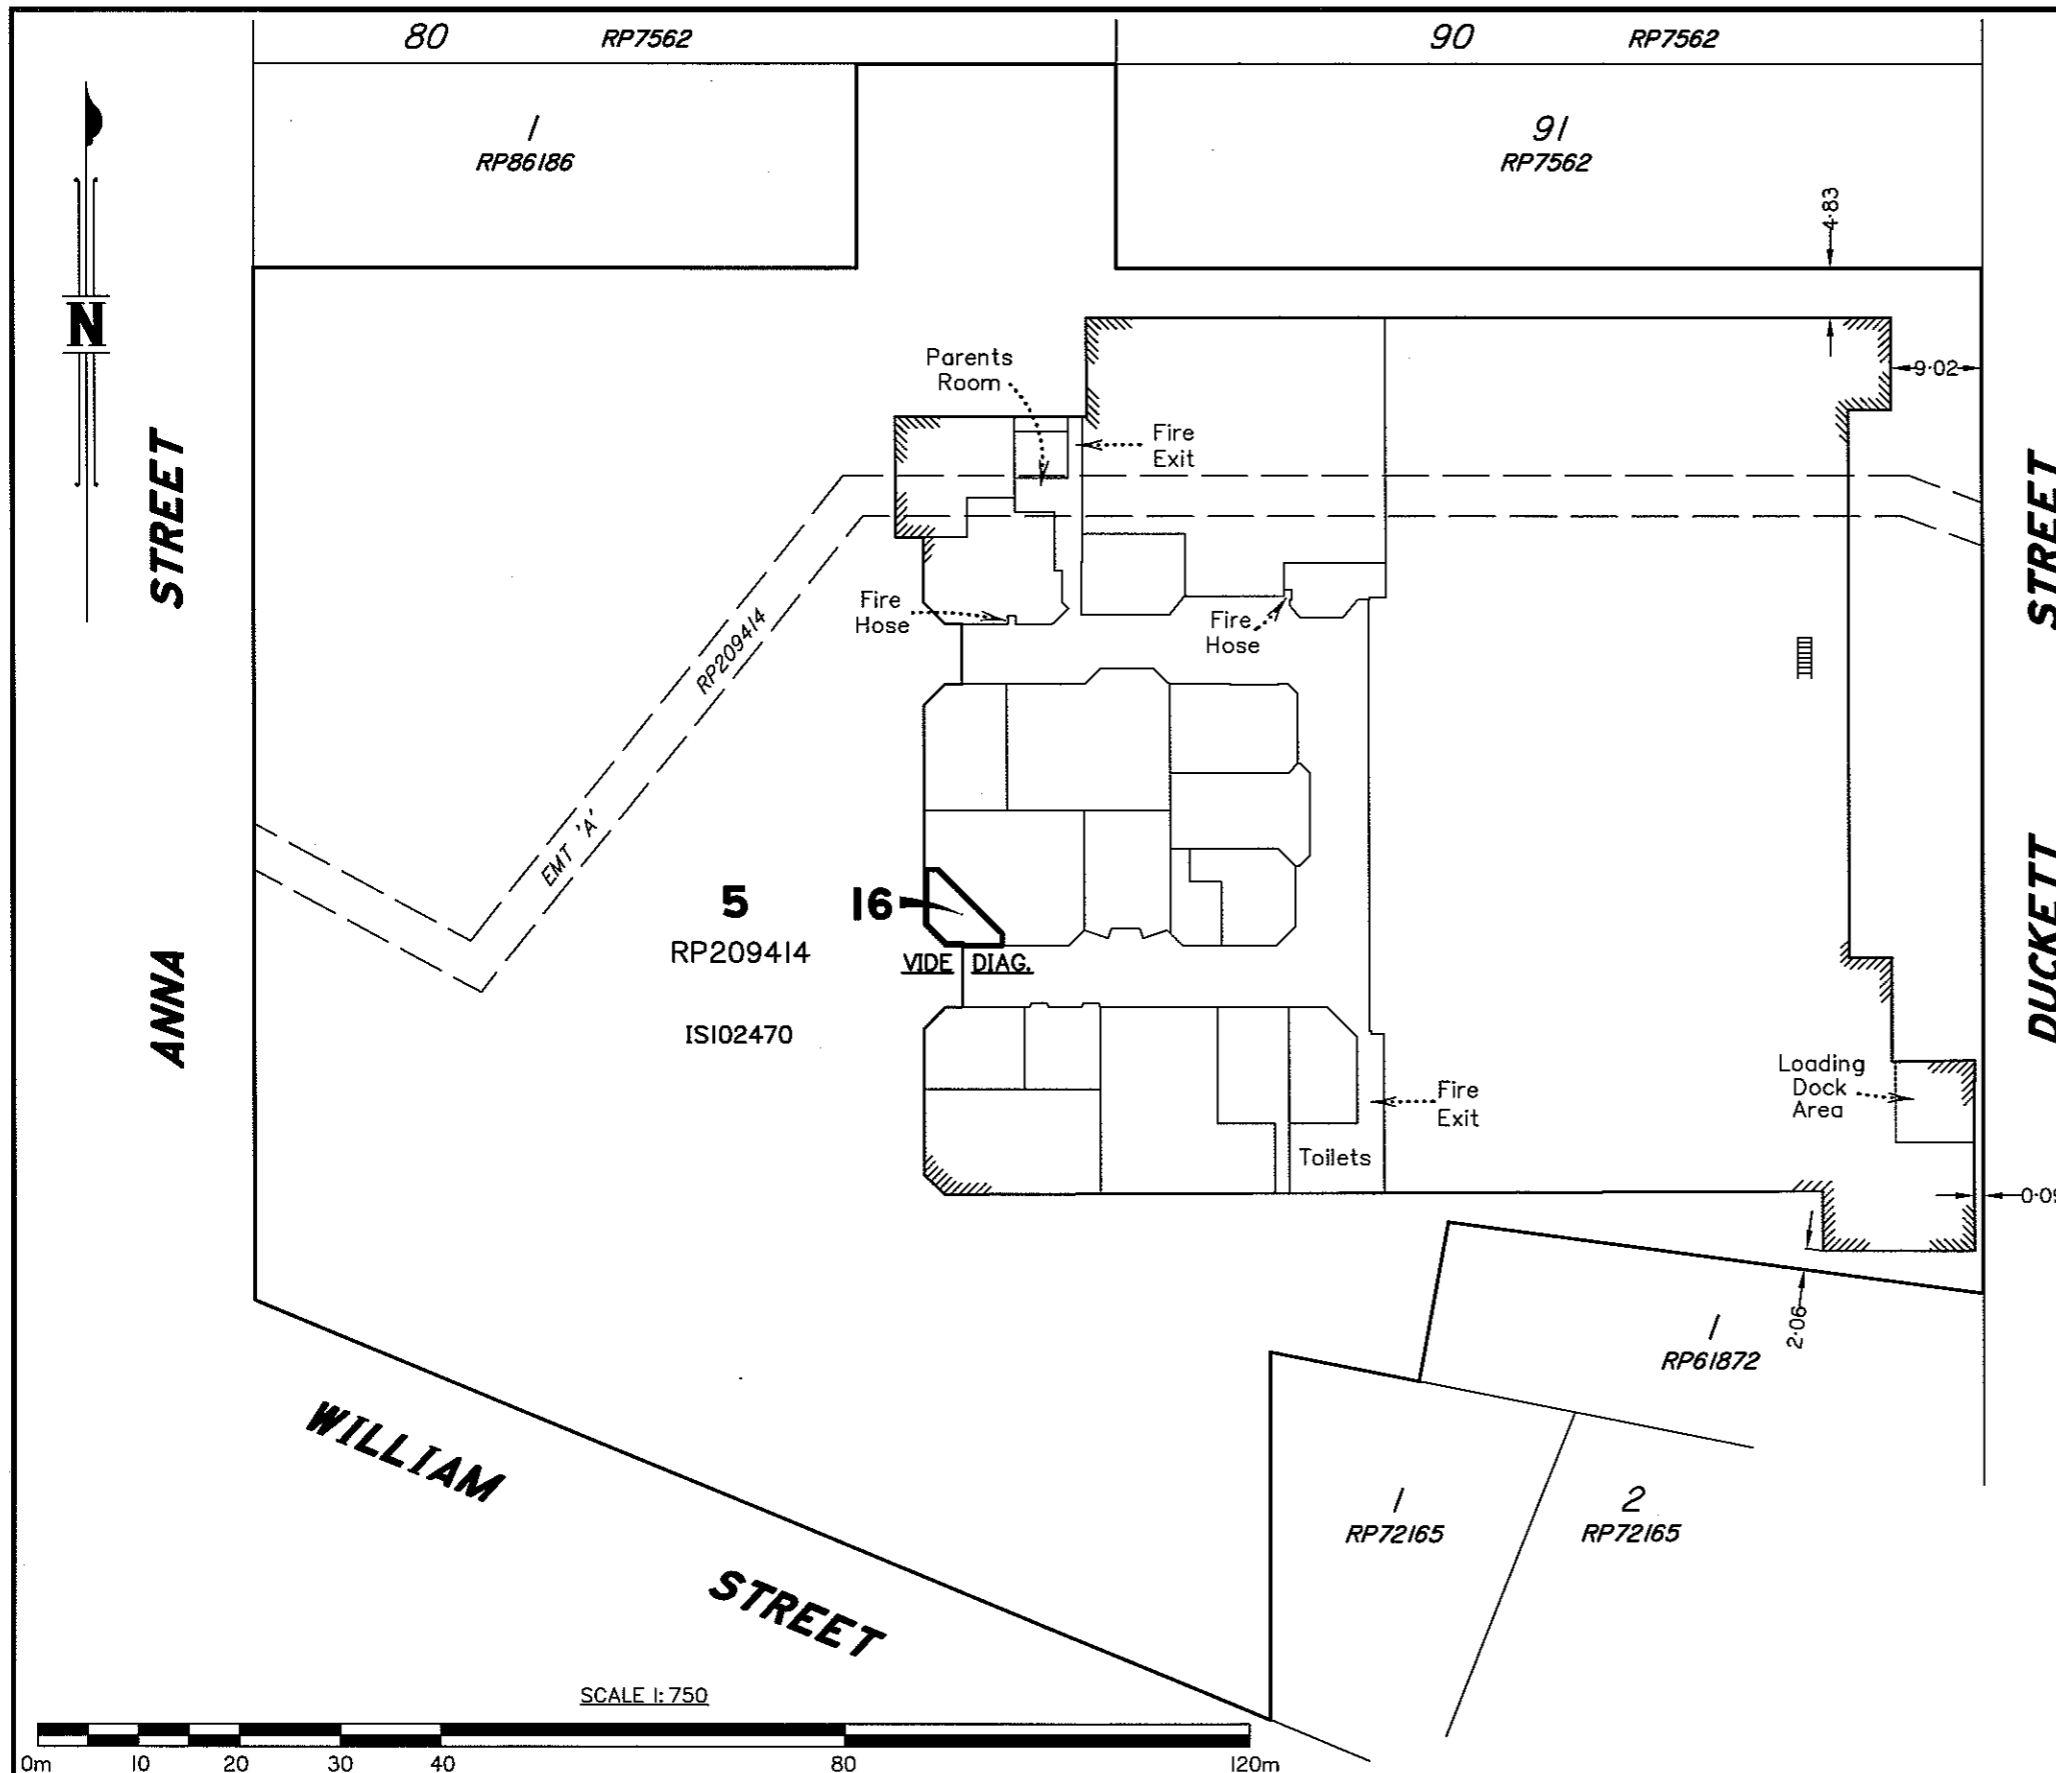 80 RP7562
90 RP7562
1
RP86186
91
RP7562
4·83
N
9·02
Parents
Room
Fire
Exit
STREET
STREET
Fire
Hose
Fire
Hose
RP209414
EMT 'A'
5
16
RP209414
VIDE DIAG.
ANNA
DUCKETT
IS102470
Loading
Dock
Area
Fire
Exit
Toilets
2·06
1
RP61872
WILLIAM
STREET
1
RP72165
2
RP72165
SCALE 1:750
0m 10 20 30 40 80 120m